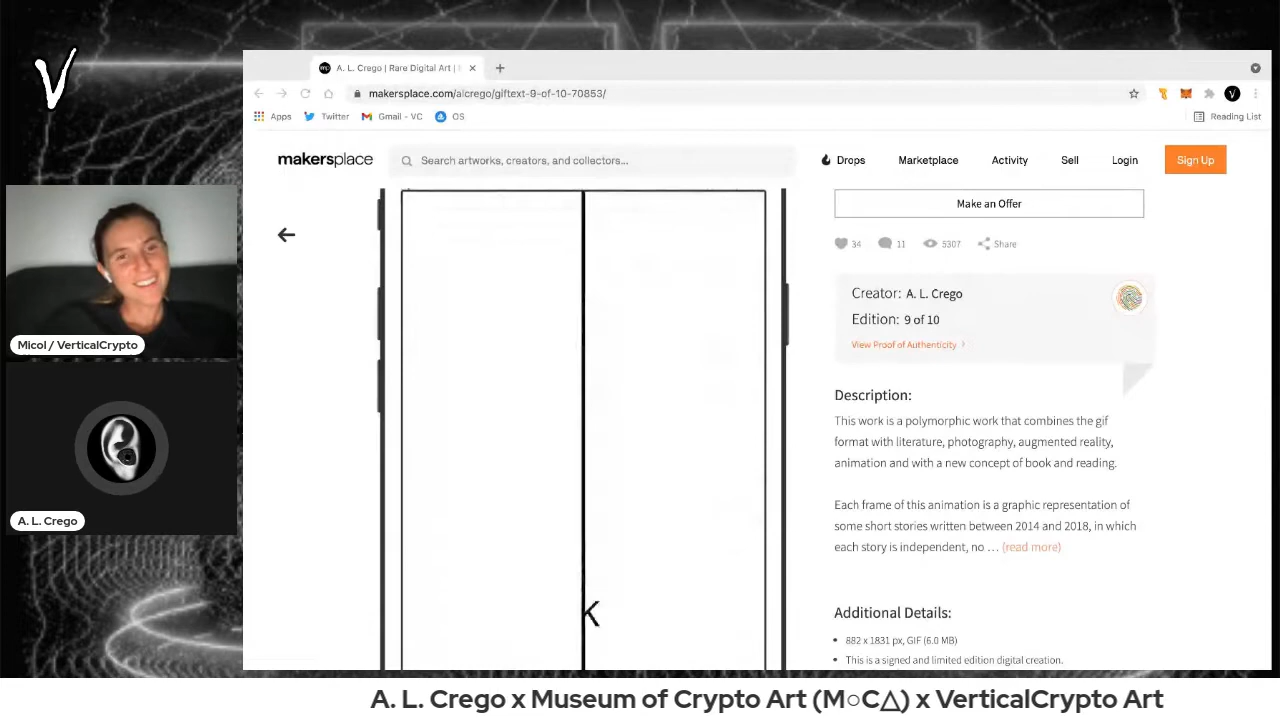 V
A. L. Crego | Rare Digital Art |
makersplace.com/alcrego/giftext-9-of-10-70853/
Apps Twitter Gmail - VC OS Reading List
makersplace Search artworks, creators, and collectors... Drops Marketplace Activity Sell Login Sign Up
Make an Offer
34 11 5307 Share
Creator: A. L. Crego
Edition: 9 of 10
View Proof of Authenticity
Micol / VerticalCrypto
Description:
This work is a polymorphic work that combines the gif
format with literature, photography, augmented reality,
animation and with a new concept of book and reading.
Each frame of this animation is a graphic representation of
some short stories written between 2014 and 2018, in which
each story is independent, no … (read more)
A. L. Crego
K
Additional Details:
882 x 1831 px, GIF (6.0 MB)
This is a signed and limited edition digital creation.
A. L. Crego x Museum of Crypto Art (M○C△) x VerticalCrypto Art